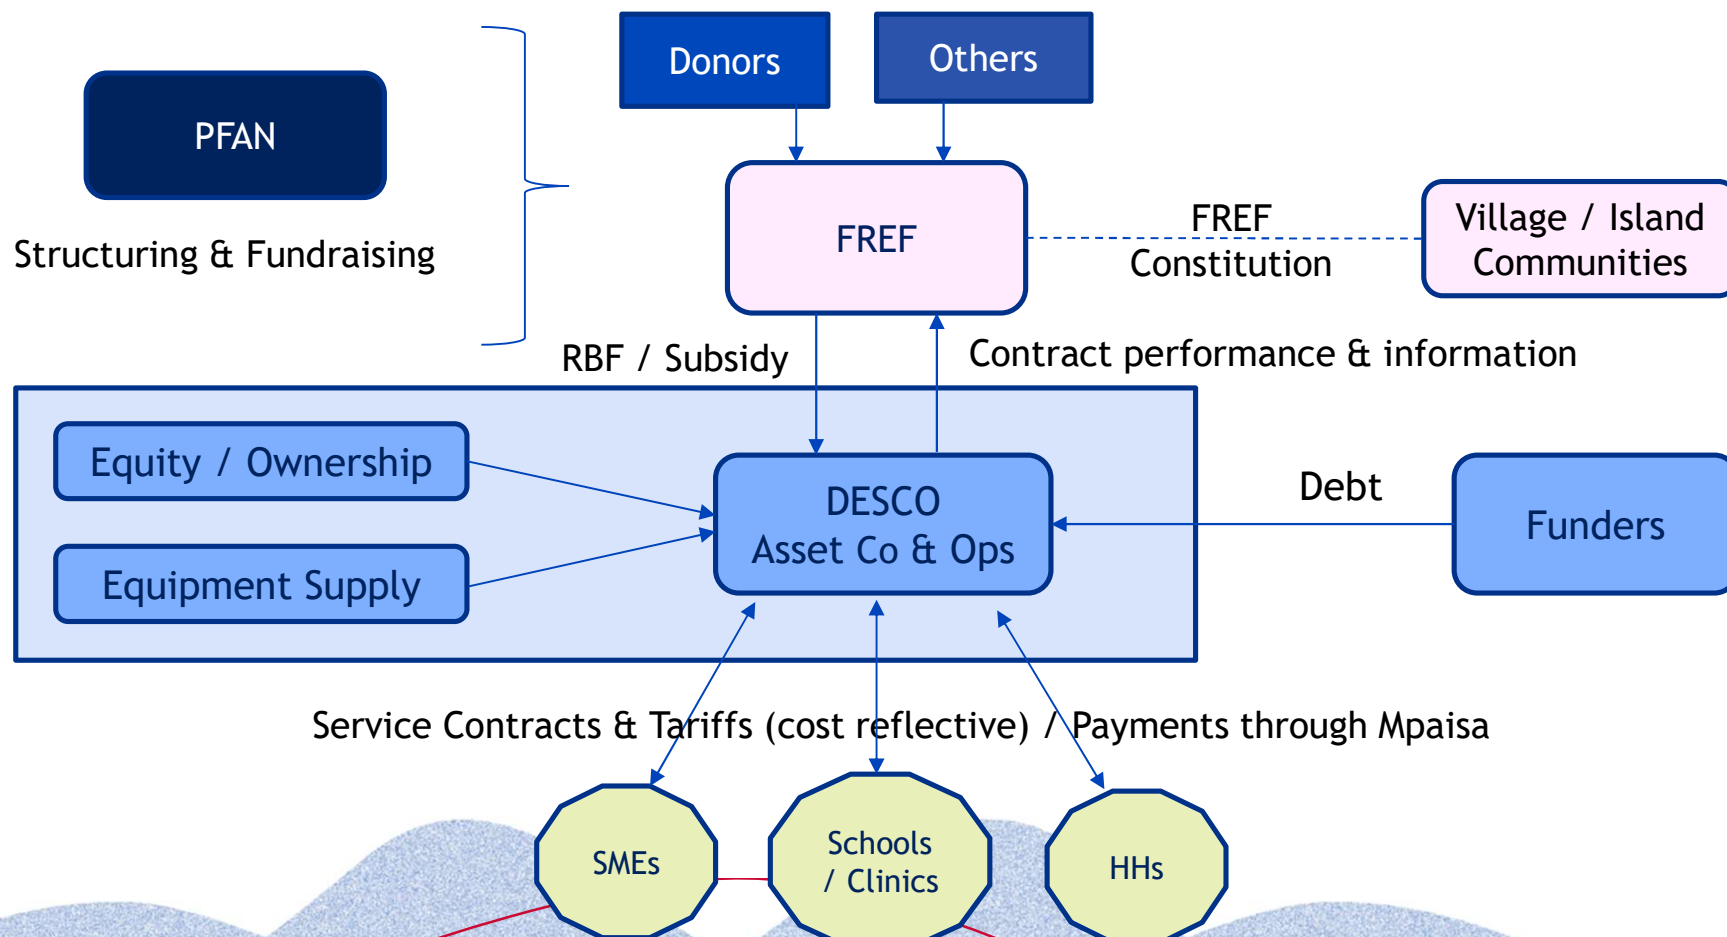 Donors
Others
PFAN
Structuring & Fundraising
FREF
FREF
Constitution
Village / Island
Communities
RBF / Subsidy
Contract performance & information
Equity / Ownership
Equipment Supply
DESCO
Asset Co & Ops
Debt
Funders
Service Contracts & Tariffs (cost reflective) / Payments through Mpaisa
SMEs
Schools
/ Clinics
HHs